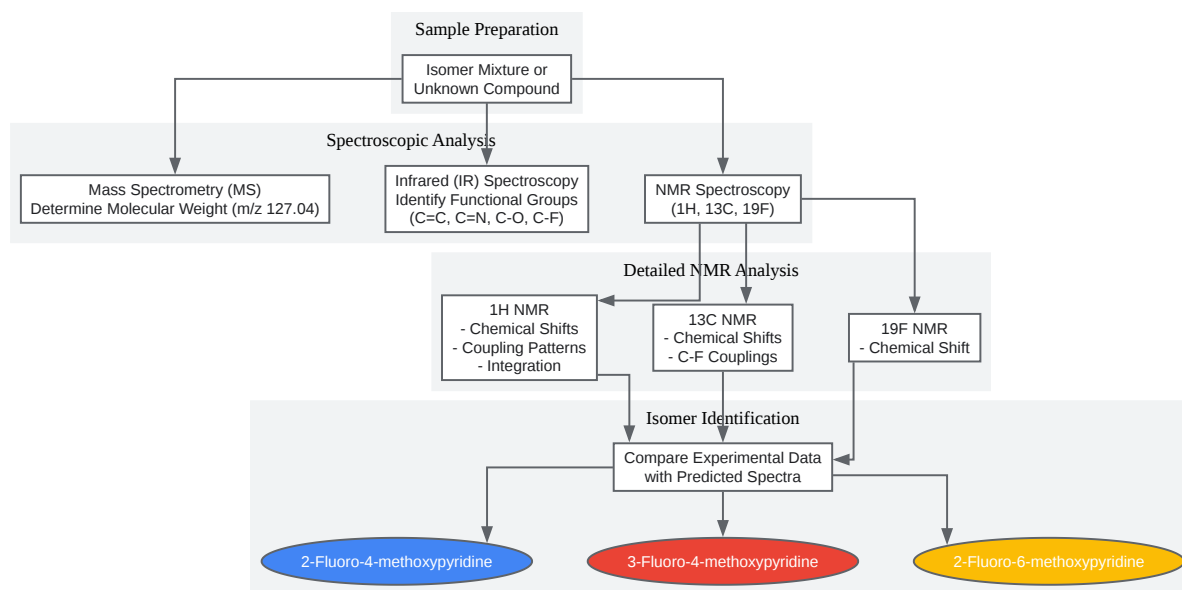 Sample Preparation
Isomer Mixture or
Unknown Compound
Spectroscopic Analysis
Mass Spectrometry (MS)
Determine Molecular Weight (m/z 127.04)
Infrared (IR) Spectroscopy
Identify Functional Groups
(C=C, C=N, C-O, C-F)
NMR Spectroscopy
(1H, 13C, 19F)
Detailed NMR Analysis
1H NMR
- Chemical Shifts
- Coupling Patterns
- Integration
13C NMR
- Chemical Shifts
- C-F Couplings
19F NMR
- Chemical Shift
Isomer Identification
Compare Experimental Data
with Predicted Spectra
2-Fluoro-4-methoxypyridine
3-Fluoro-4-methoxypyridine
2-Fluoro-6-methoxypyridine